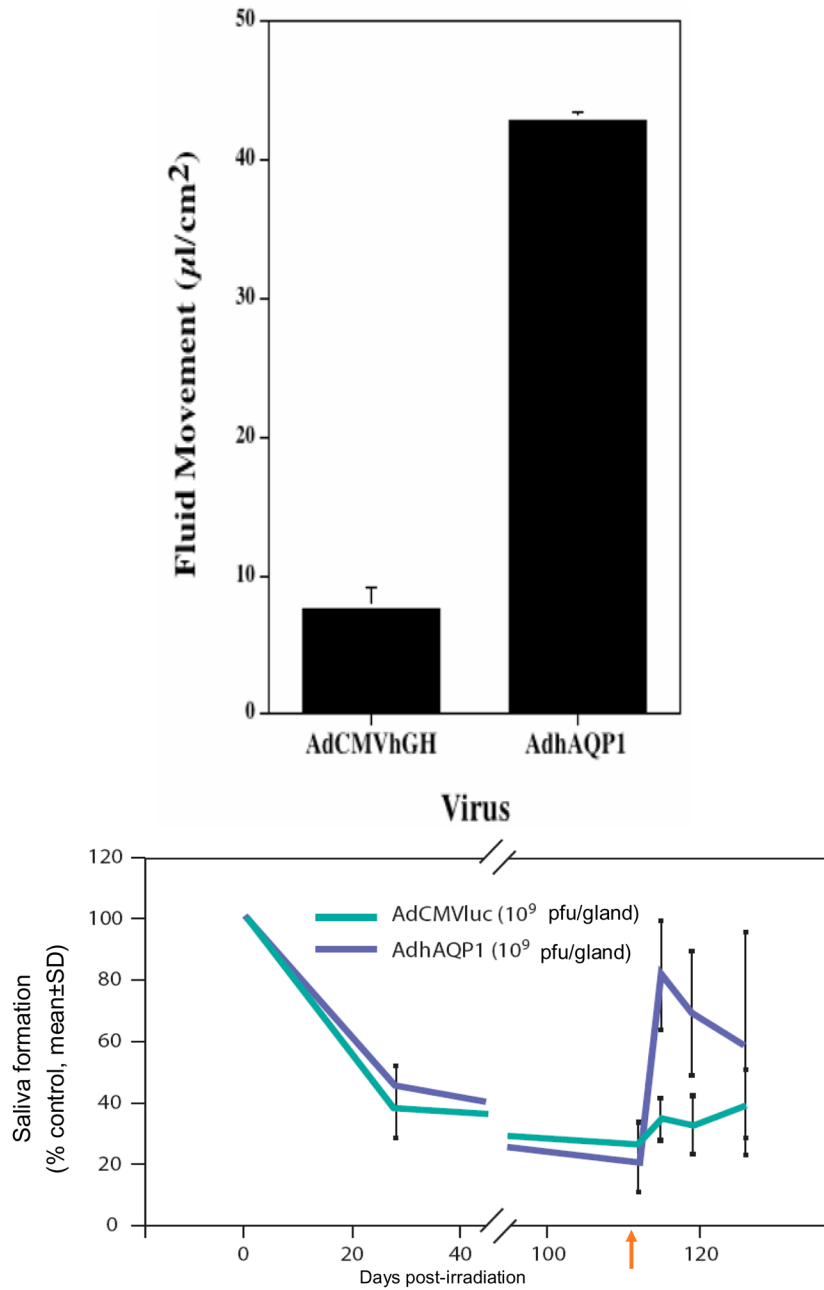 50
40
30
20
10
0
Fluid Movement (µl/cm²)
AdCMVhGH AdhAQP1
Virus
120
100
80
60
40
20
0
Saliva formation
(% control, mean±SD)
AdCMVluc (10⁹ pfu/gland)
AdhAQP1 (10⁹ pfu/gland)
0 20 40 100 120
Days post-irradiation